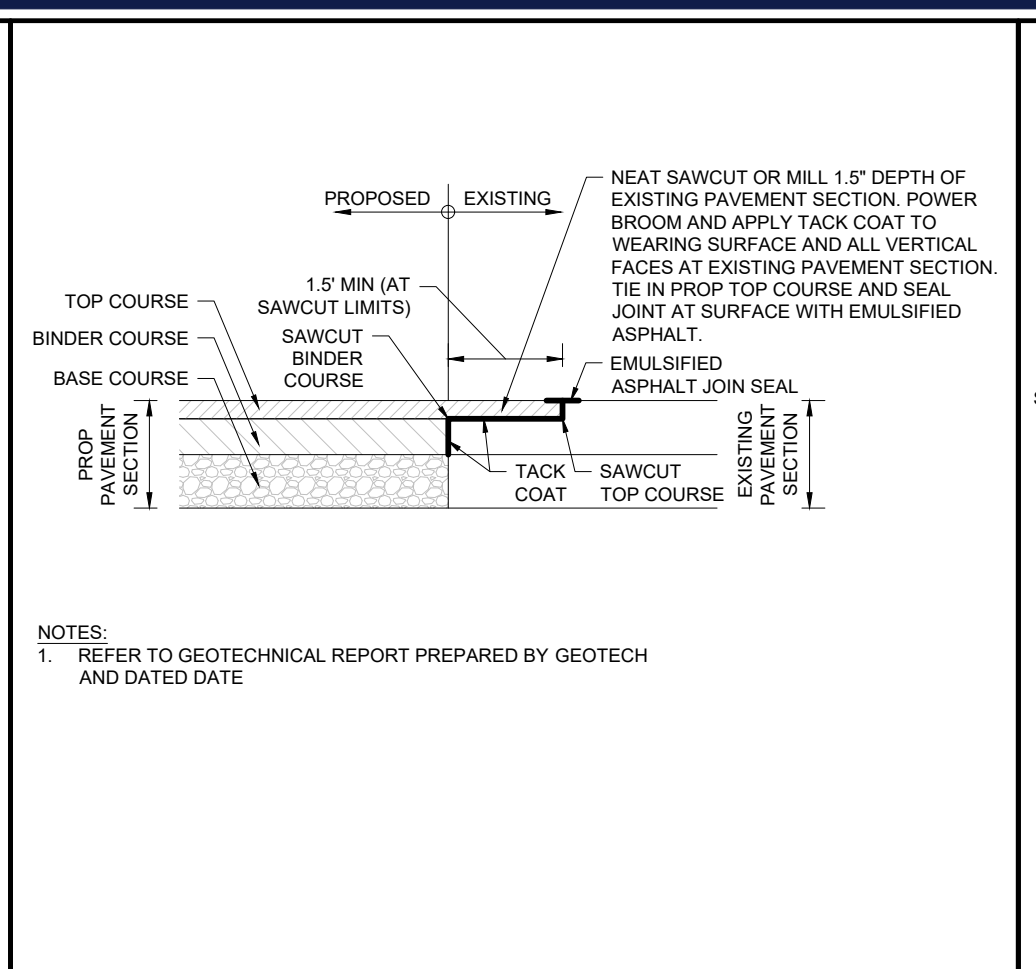 PROPOSED
EXISTING
NEAT SAWCUT OR MILL 1.5" DEPTH OF
EXISTING PAVEMENT SECTION. POWER
BROOM AND APPLY TACK COAT TO
WEARING SURFACE AND ALL VERTICAL
FACES AT EXISTING PAVEMENT SECTION.
TIE IN PROP TOP COURSE AND SEAL
JOINT AT SURFACE WITH EMULSIFIED
ASPHALT.
1.5' MIN (AT
SAWCUT LIMITS)
TOP COURSE
BINDER COURSE
BASE COURSE
SAWCUT
BINDER
COURSE
EMULSIFIED
ASPHALT JOIN SEAL
PROP
PAVEMENT
SECTION
TACK
COAT
SAWCUT
TOP COURSE
EXISTING
PAVEMENT
SECTION
NOTES:
1. REFER TO GEOTECHNICAL REPORT PREPARED BY GEOTECH
AND DATED DATE